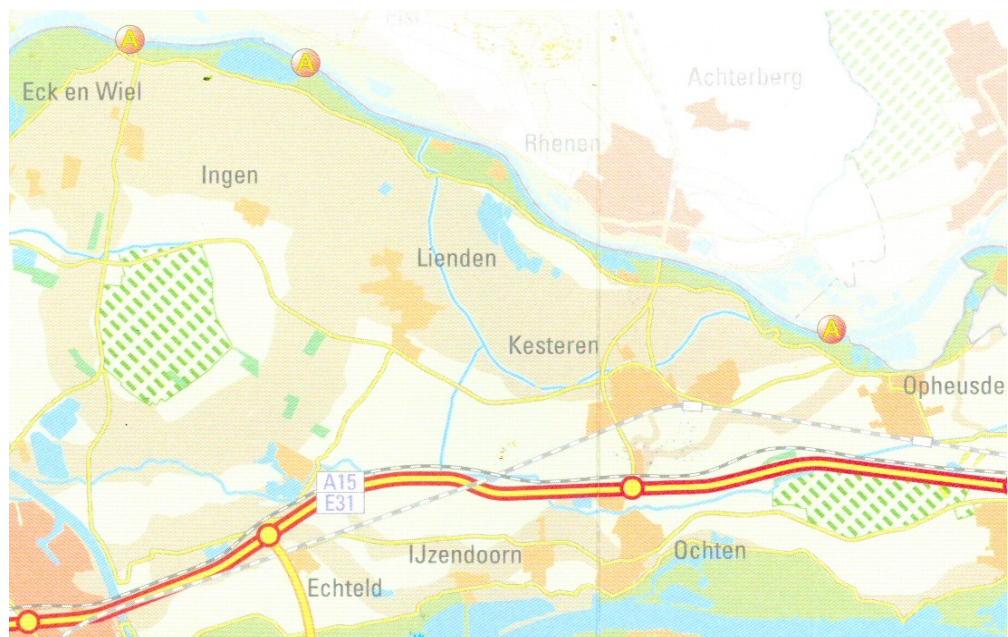 A
A
Eck en Wiel
Achterberg
Rhenen
Ingen
Lienden
A
Kesteren
Opheusde
A15
E31
IJzendoorn
Ochten
Echteld